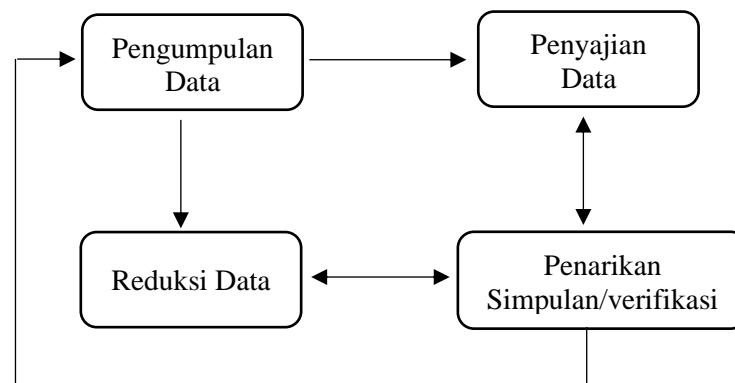 Pengumpulan
Data
Penyajian
Data
Reduksi Data
Penarikan
Simpulan/verifikasi